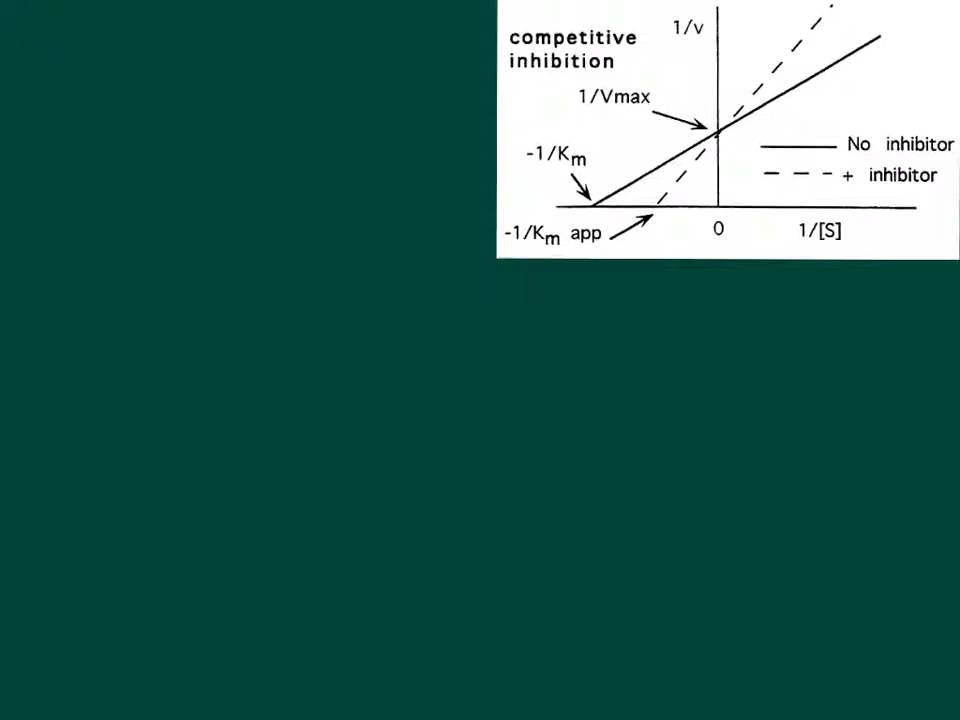 competitive
inhibition
1/v
1/Vmax
-1/Km
No inhibitor
+ inhibitor
-1/Km app
0
1/[S]